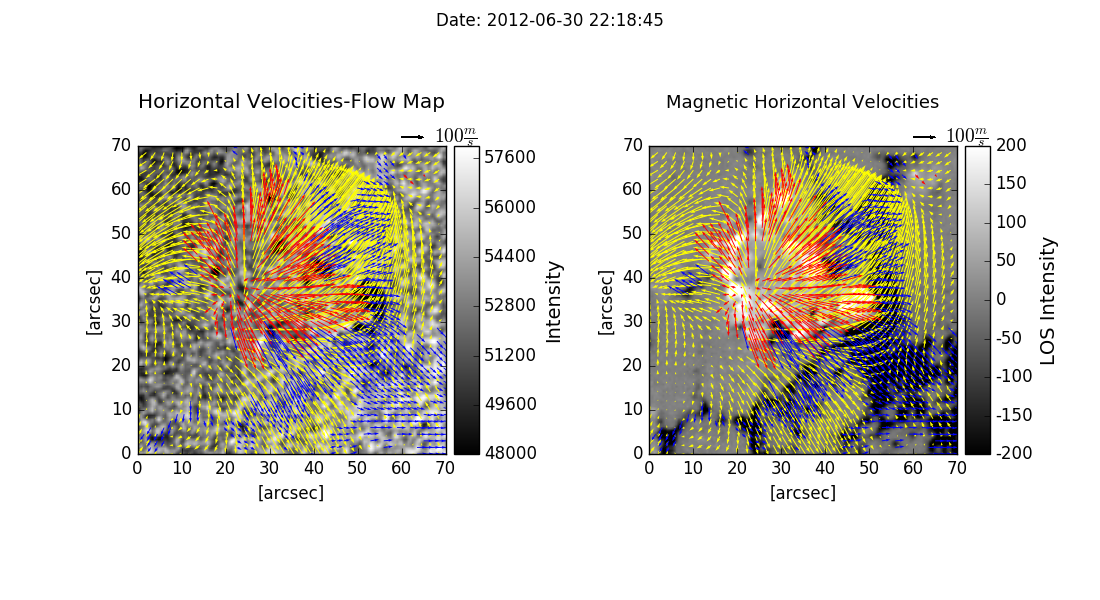 Date: 2012-06-30 22:18:45
Horizontal Velocities-Flow Map
100 m/s
70
60
50
40
30
20
10
0
[arcsec]
0 10 20 30 40 50 60 70
[arcsec]
57600
56000
54400
52800
51200
49600
48000
Intensity
Magnetic Horizontal Velocities
100 m/s
70
60
50
40
30
20
10
0
[arcsec]
0 10 20 30 40 50 60 70
[arcsec]
200
150
100
50
0
-50
-100
-150
-200
LOS Intensity